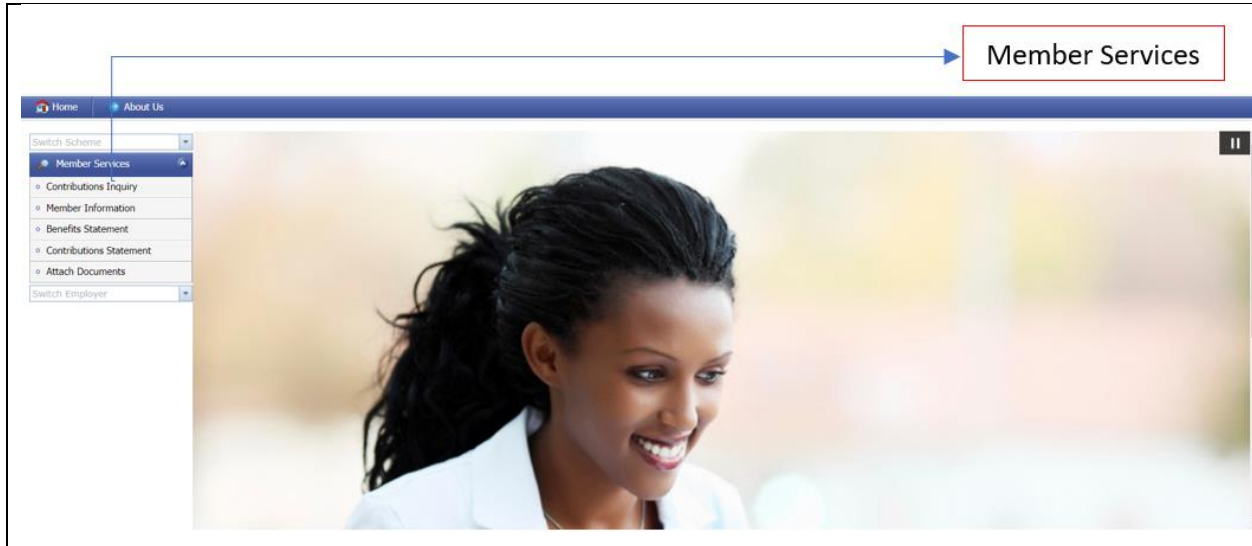 Member Services
Home About Us
Switch Scheme
Member Services
Contributions Inquiry
Member Information
Benefits Statement
Contributions Statement
Attach Documents
Switch Employer